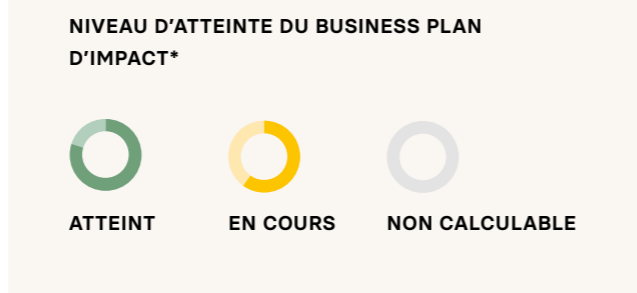 NIVEAU D'ATTEINTE DU BUSINESS PLAN
D'IMPACT*
ATTEINT
EN COURS
NON CALCULABLE